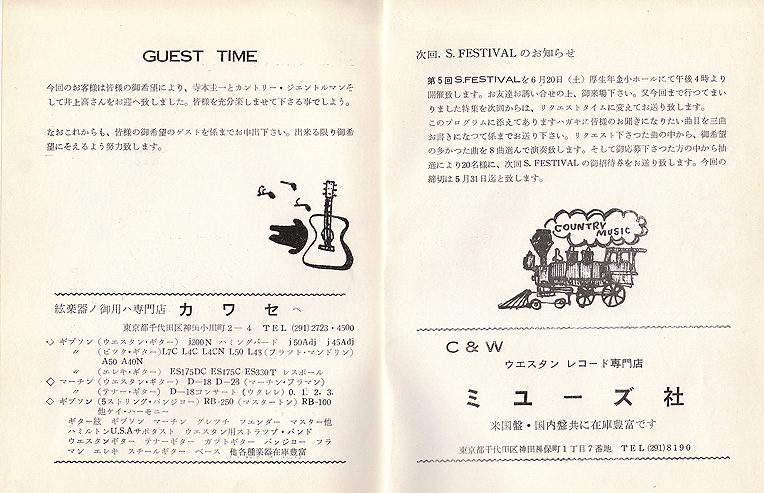 GUEST TIME
今回のお客様は皆様の御希望により、寺本圭一とカントリー・ジェントルマンそ
して井上高さんをお迎へ致しました。皆様を充分楽しませて下さる事でしよう。
なおこれからも、皆様の御希望のゲストを係までお申出下さい。出来る限り御希
望にそえるよう努力致します。
絃楽器ノ御用ハ専門店 カワセ へ
東京都千代田区神田小川町2―4 TEL (291) 2723・4500
◇ ギブソン (ウエスタン・ギター) j200N ハミングバード j50Adj j45Adj
〃 (ピツク・ギター) L7C L4C L4CN L50 L48 (フラツト・マンドリン)
A50 A40N
〃 (エレキ・ギター) ES175DC ES175C ES330T レスポール
◇ マーチン (ウエスタン・ギター) D―18 D―28 (マーチン・フラマン)
〃 (テナー・ギター) D―18コンサート (ウクレレ) 0. 1. 2. 3.
◇ ギブソン (5ストリング・バンジョー) RB-250 (マスタートン) RB-100
他ケイ・ハーモニー
ギター絃 ギブソン マーチン グレツチ フエンダー マスター他
ハミルトンU.S.Aサポタスト ウエスタン用ストラツプ・バンド
ウエスタンギター テナーギター ガツトギター バンジョー フラ
マン エレキ スチールギター ベース 他各種楽器在庫豊富
次回. S. FESTIVAL のお知らせ
第5回 S.FESTIVALを6月20日（土）厚生年金小ホールにて午後4時より
開催致します。お友達お誘い合せの上、御来場下さい。又今回まで行つてまい
りました特集を次回からは、リクエストタイムに変えてお送り致します。
このプログラムに添えてありますハガキに皆様のお聞きになりたい曲目を三曲
お書きになつて係までお送り下さい。リクエスト下さつた曲の中から、御希望
の多かつた曲を8曲選んで演奏致します。そして御応募下さつた方の中から抽
選により20名様に、次回S. FESTIVAL の御招待券をお送り致します。今回の
締切は5月31日迄と致します。
COUNTRY MUSIC
C & W
ウエスタン レコード専門店
ミユーズ社
米国盤・国内盤共に在庫豊富です
東京都千代田区神田神保町1丁目7番地 TEL (291) 8190